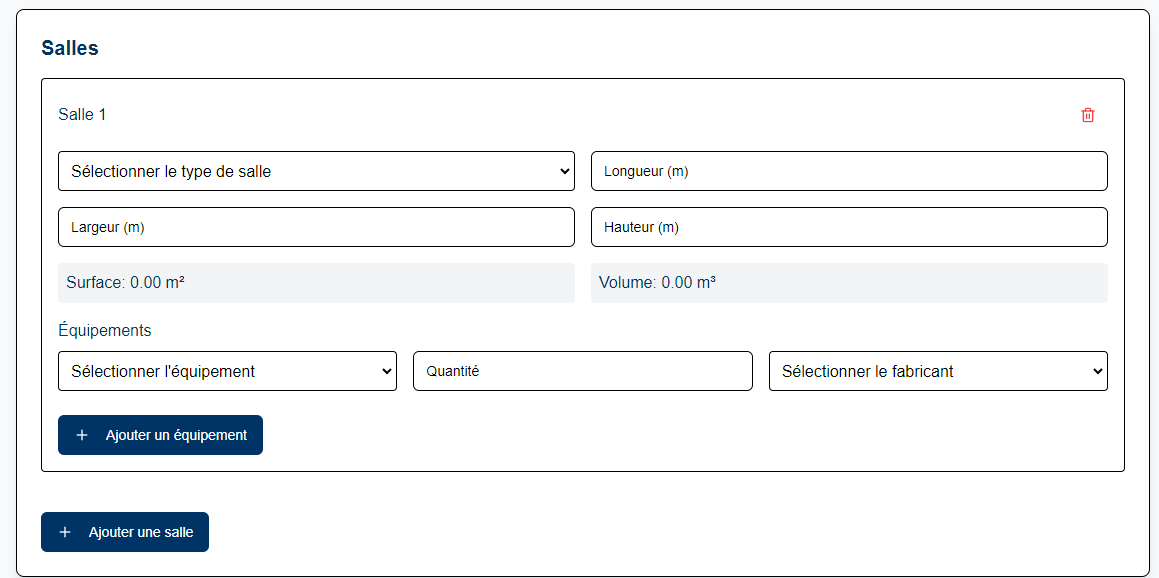 Salles
Salle 1
Sélectionner le type de salle
Longueur (m)
Largeur (m)
Hauteur (m)
Surface: 0.00 m²
Volume: 0.00 m³
Équipements
Sélectionner l'équipement
Quantité
Sélectionner le fabricant
+ Ajouter un équipement
+ Ajouter une salle